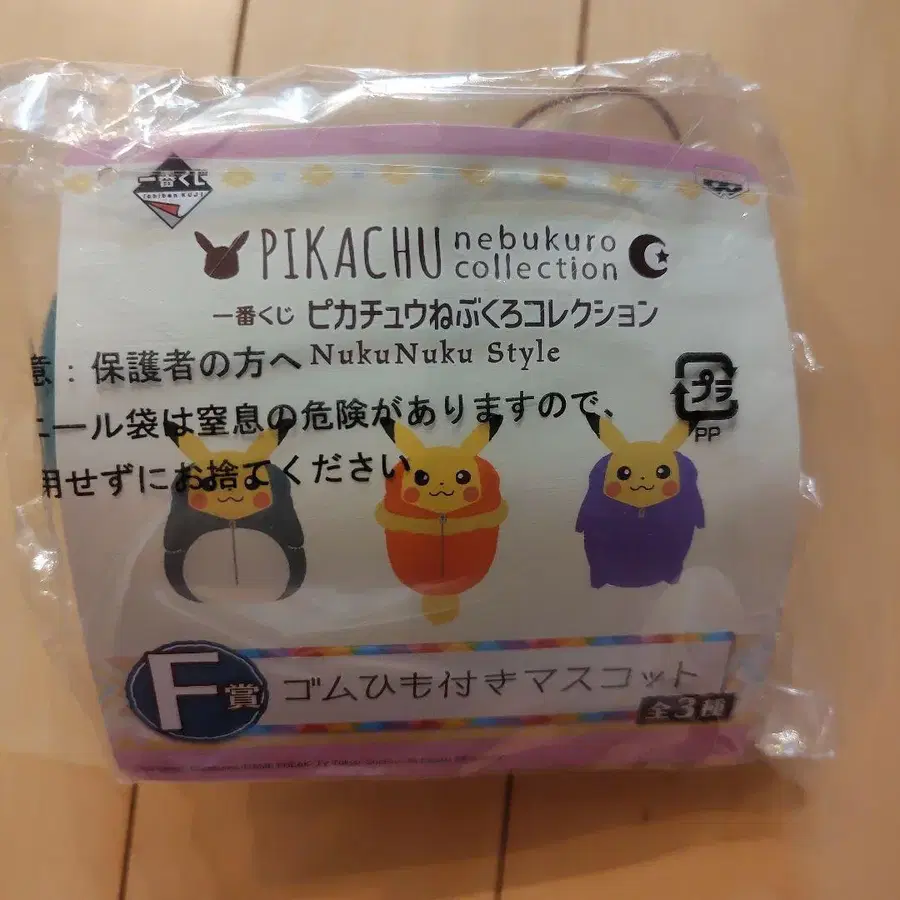 一番くじ
Ichiban KUJI
PIKACHU nebukuro collection
一番くじ ピカチュウねぶくろコレクション
NukuNuku Style
意：保護者の方へ
ニール袋は窒息の危険がありますので、
用せずにお捨てください
プラ
PP
F賞 ゴムひも付きマスコット
全3種